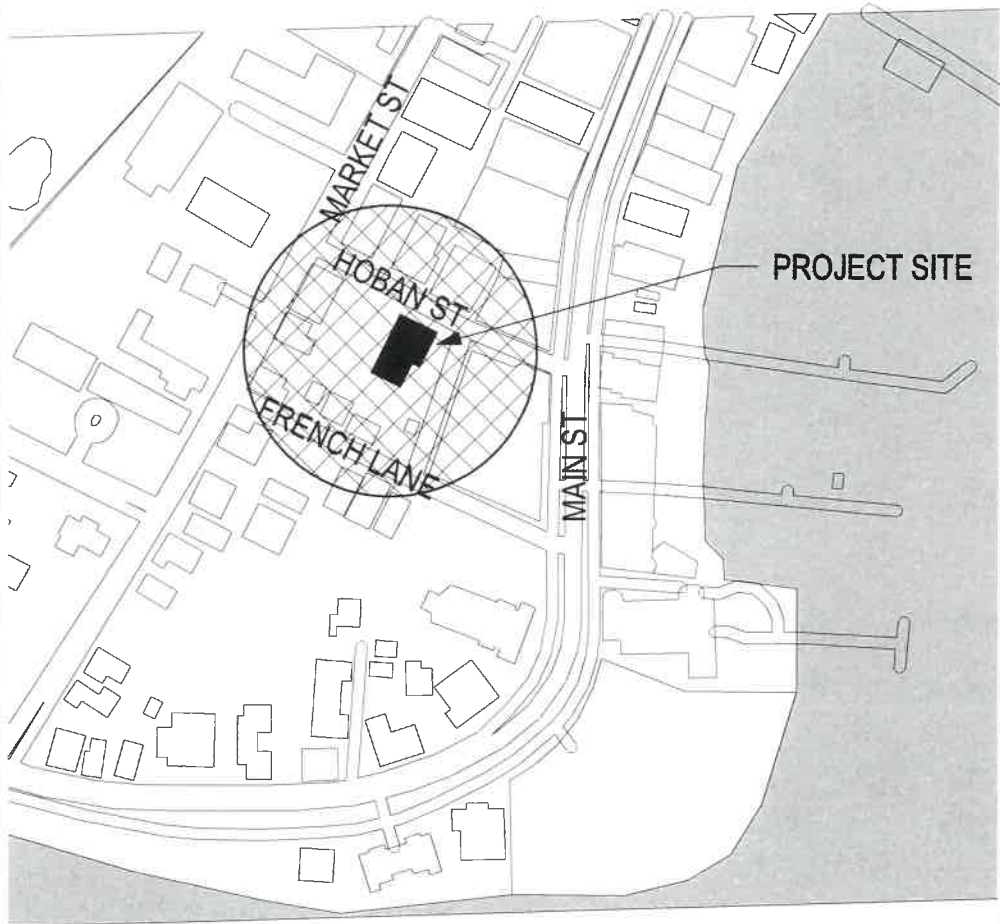 MARKET ST
HOBAN ST
PROJECT SITE
FRENCH LANE
MAIN ST